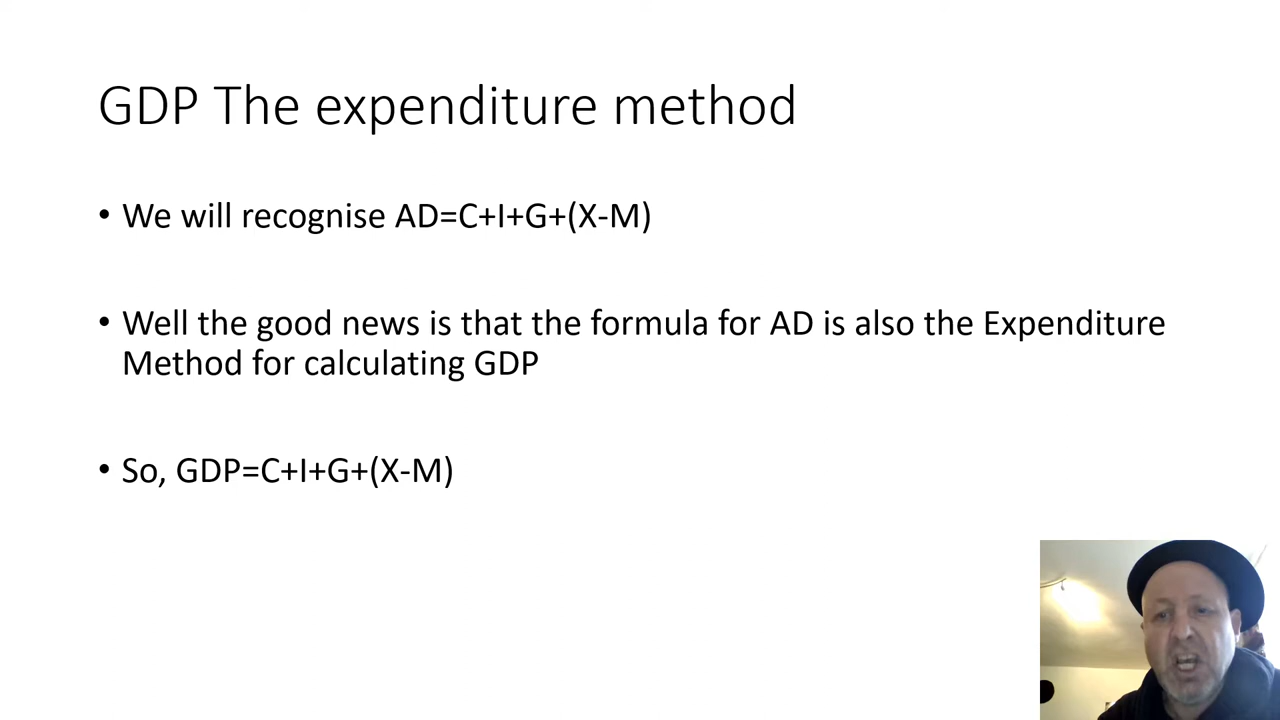 GDP The expenditure method
• We will recognise AD=C+I+G+(X-M)
• Well the good news is that the formula for AD is also the Expenditure
Method for calculating GDP
• So, GDP=C+I+G+(X-M)